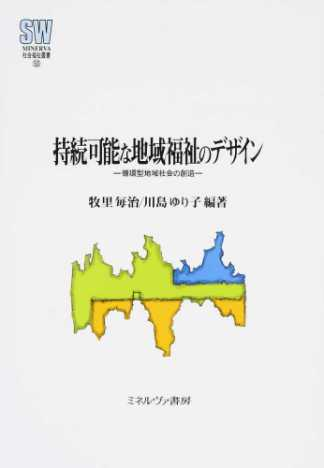 SW
MINERVA
社会福祉叢書
持続可能な地域福祉のデザイン
―循環型地域社会の創造―
牧里毎治/川島ゆり子編著
ミネルヴァ書房